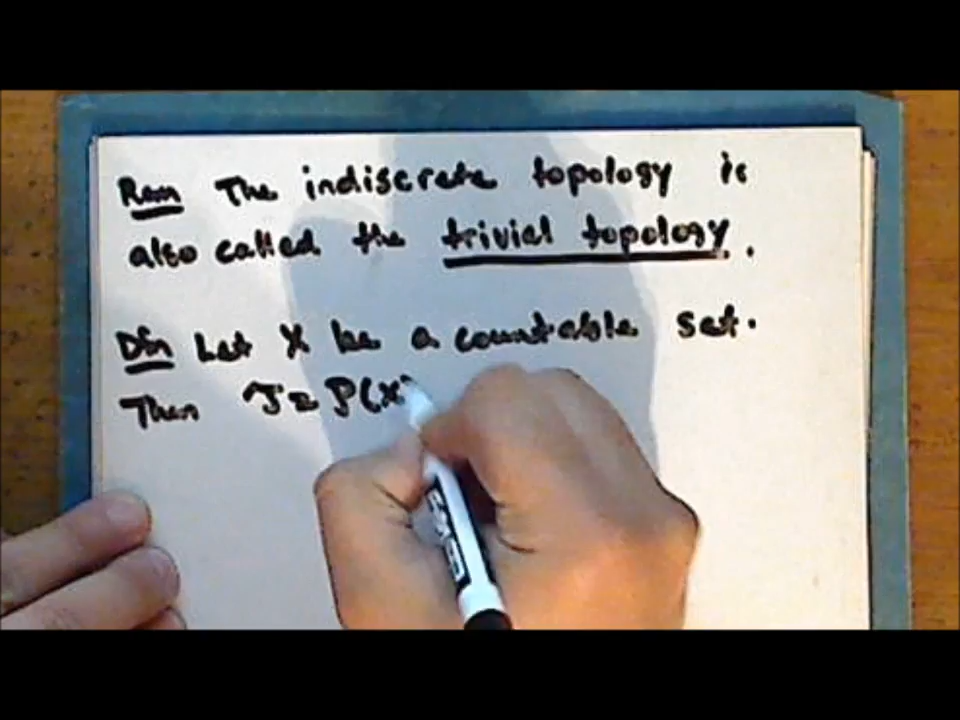 Rem The indiscrete topology is
also called the trivial topology.
Dfn Let X be a countable set.
Then T = P(X)